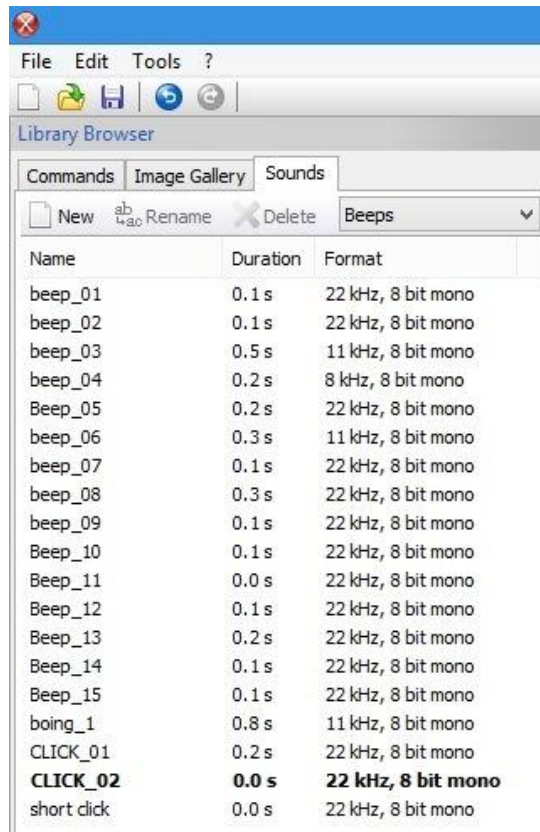 File Edit Tools ?
Library Browser
Commands Image Gallery Sounds
New ab ac Rename Delete Beeps
Name Duration Format
beep_01 0.1 s 22 kHz, 8 bit mono
beep_02 0.1 s 22 kHz, 8 bit mono
beep_03 0.5 s 11 kHz, 8 bit mono
beep_04 0.2 s 8 kHz, 8 bit mono
Beep_05 0.2 s 22 kHz, 8 bit mono
beep_06 0.3 s 11 kHz, 8 bit mono
beep_07 0.1 s 22 kHz, 8 bit mono
beep_08 0.3 s 22 kHz, 8 bit mono
beep_09 0.1 s 22 kHz, 8 bit mono
Beep_10 0.1 s 22 kHz, 8 bit mono
Beep_11 0.0 s 22 kHz, 8 bit mono
Beep_12 0.1 s 22 kHz, 8 bit mono
Beep_13 0.2 s 22 kHz, 8 bit mono
Beep_14 0.1 s 22 kHz, 8 bit mono
Beep_15 0.1 s 22 kHz, 8 bit mono
boing_1 0.8 s 11 kHz, 8 bit mono
CLICK_01 0.2 s 22 kHz, 8 bit mono
CLICK_02 0.0 s 22 kHz, 8 bit mono
short click 0.0 s 22 kHz, 8 bit mono